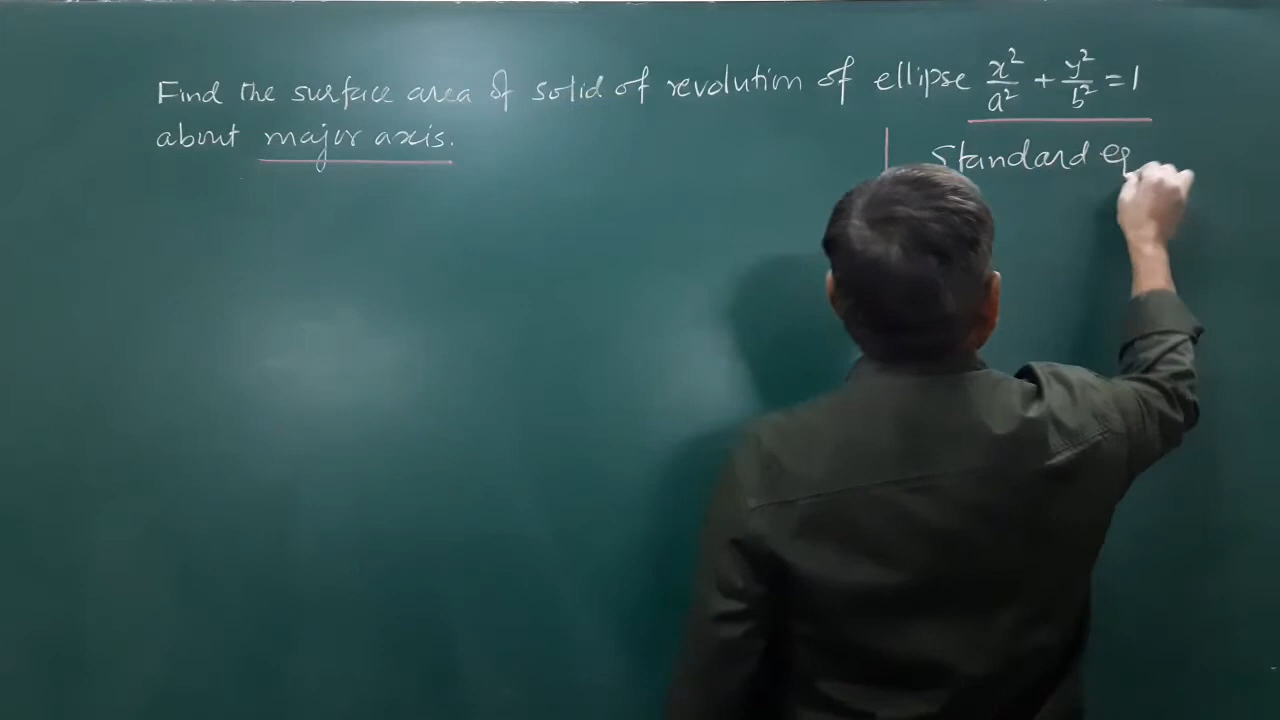 Find the surface area of solid of revolution of ellipse x²/a² + y²/b² = 1
about major axis.
Standard eq